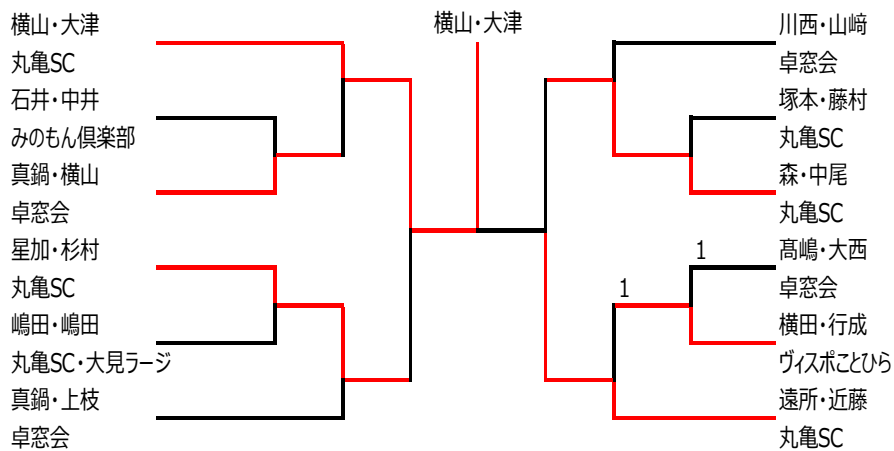 横山・大津
丸亀SC
石井・中井
みのもん倶楽部
真鍋・横山
卓窓会
星加・杉村
丸亀SC
嶋田・嶋田
丸亀SC・大見ラージ
真鍋・上枝
卓窓会
横山・大津
川西・山﨑
卓窓会
塚本・藤村
丸亀SC
森・中尾
丸亀SC
1
髙嶋・大西
1
卓窓会
横田・行成
ヴィスポことひら
遠所・近藤
丸亀SC